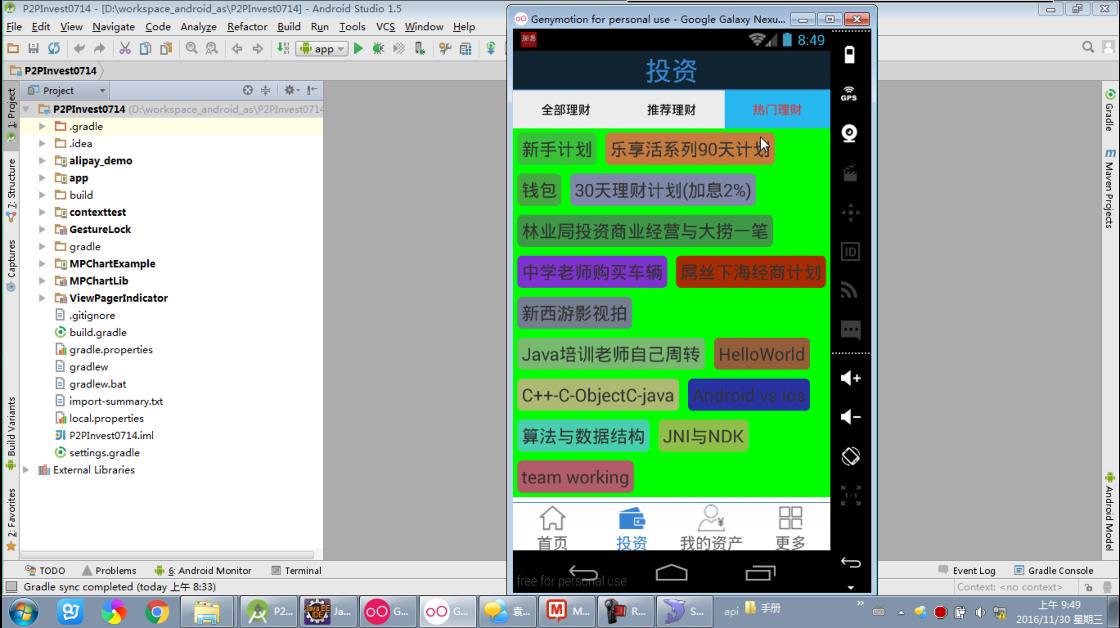 P2PInvest0714 - [D:\workspace_android_as\P2PInvest0714] - Android Studio 1.5
File Edit View Navigate Code Analyze Refactor Build Run Tools VCS Window Help
app
P2PInvest0714
Project
P2PInvest0714 (D:\workspace_android_as\P2PInvest0714
.gradle
.idea
alipay_demo
app
build
contexttest
GestureLock
gradle
MPChartExample
MPChartLib
ViewPagerIndicator
.gitignore
build.gradle
gradle.properties
gradlew
gradlew.bat
import-summary.txt
local.properties
P2PInvest0714.iml
settings.gradle
External Libraries
1: Project
7: Structure
Captures
Build Variants
2: Favorites
Genymotion for personal use - Google Galaxy Nexu...
8:49
投资
全部理财 推荐理财 热门理财
新手计划 乐享活系列90天计划
钱包 30天理财计划(加息2%)
林业局投资商业经营与大捞一笔
中学老师购买车辆 屌丝下海经商计划
新西游影视拍
Java培训老师自己周转 HelloWorld
C++-C-ObjectC-java Android vs ios
算法与数据结构 JNI与NDK
team working
首页 投资 我的资产 更多
free for personal use
GPS
ID
1:1
Gradle
Maven Projects
Android Model
TODO Problems 6: Android Monitor Terminal Event Log Gradle Console
Gradle sync completed (today 上午 8:33) Context: <no context>
P2... Ja... G... G... 袁... M... R... S... api 手册
上午 9:49
2016/11/30 星期三